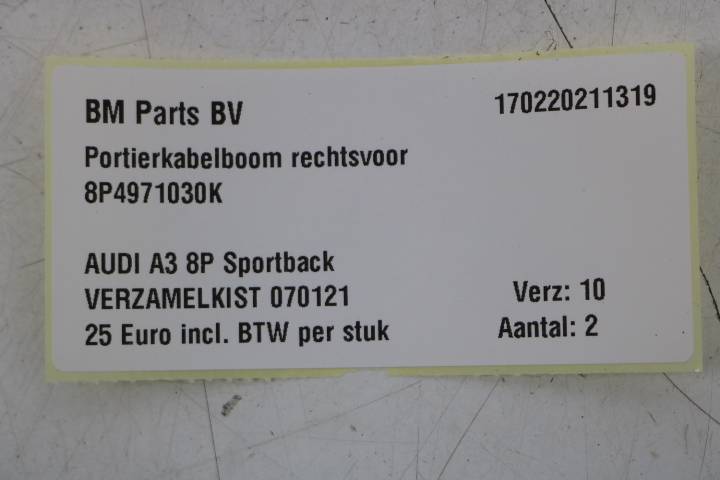 BM Parts BV
170220211319
Portierkabelboom rechtsvoor
8P4971030K
AUDI A3 8P Sportback
VERZAMELKIST 070121
Verz: 10
25 Euro incl. BTW per stuk
Aantal: 2